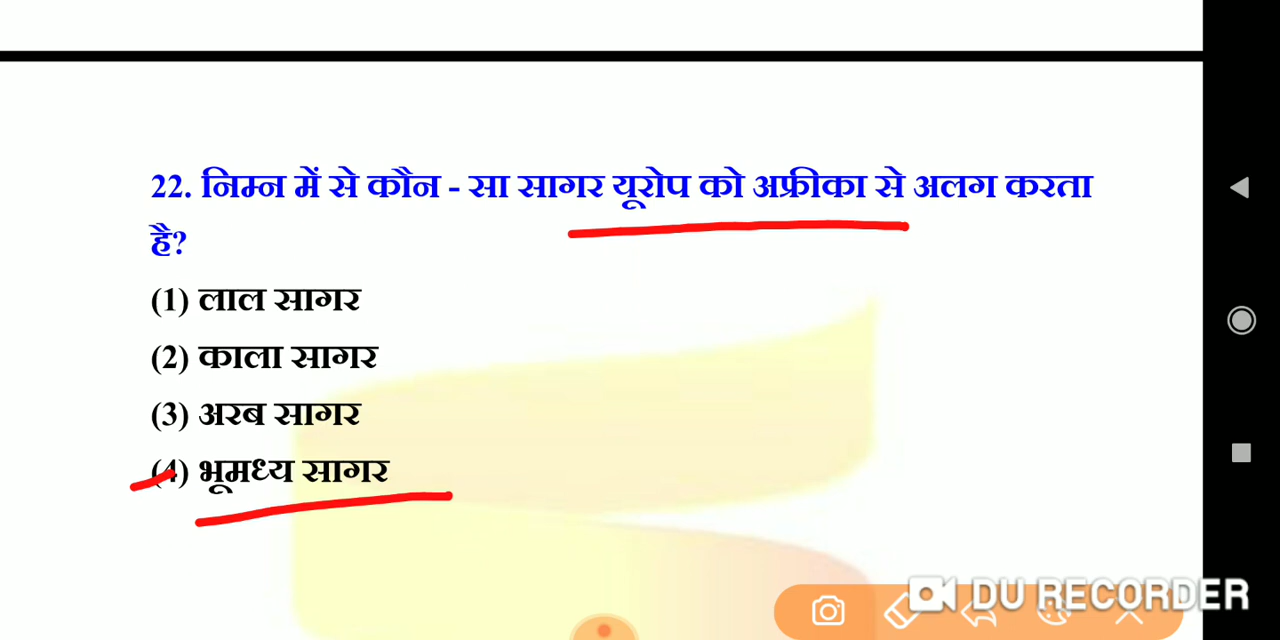 22. निम्न में से कौन - सा सागर यूरोप को अफ्रीका से अलग करता
है?
(1) लाल सागर
(2) काला सागर
(3) अरब सागर
(4) भूमध्य सागर
DU RECORDER